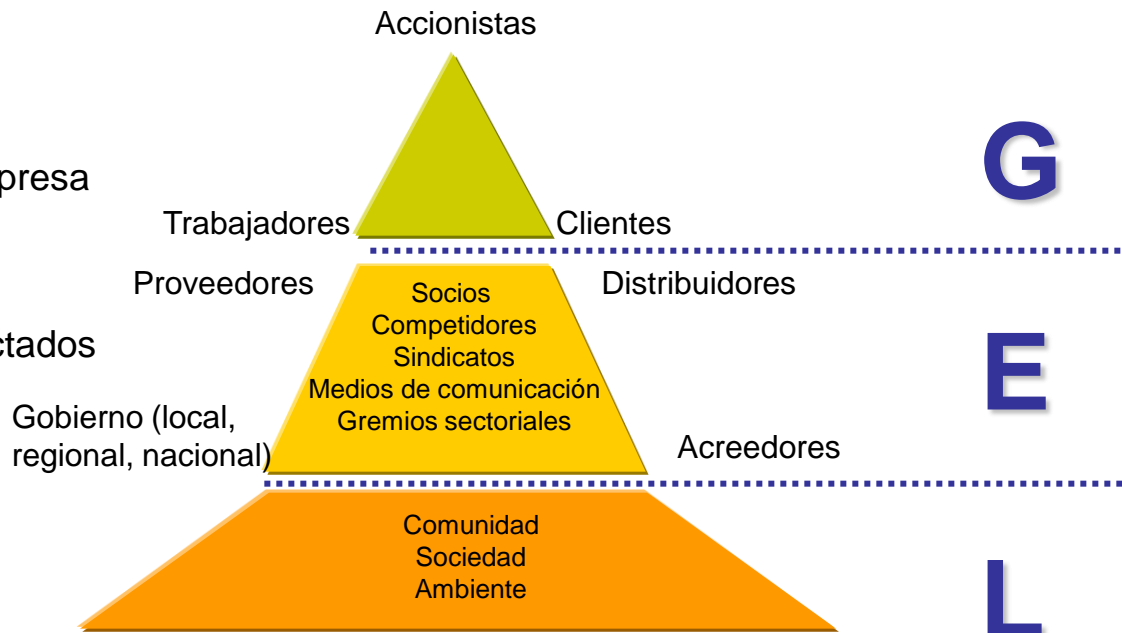 Accionistas
G
presa
Trabajadores
Clientes
Proveedores
Distribuidores
Socios
Competidores
Sindicatos
Medios de comunicación
Gremios sectoriales
ctados
E
Gobierno (local,
regional, nacional)
Acreedores
Comunidad
Sociedad
Ambiente
L